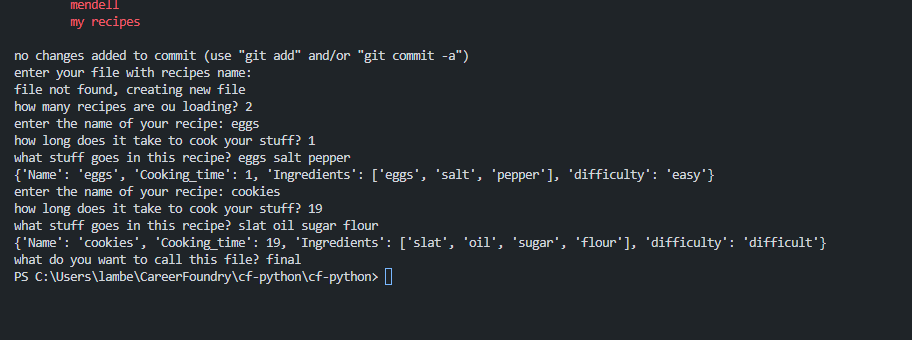 mendell
my recipes
no changes added to commit (use "git add" and/or "git commit -a")
enter your file with recipes name:
file not found, creating new file
how many recipes are ou loading? 2
enter the name of your recipe: eggs
how long does it take to cook your stuff? 1
what stuff goes in this recipe? eggs salt pepper
{'Name': 'eggs', 'Cooking_time': 1, 'Ingredients': ['eggs', 'salt', 'pepper'], 'difficulty': 'easy'}
enter the name of your recipe: cookies
how long does it take to cook your stuff? 19
what stuff goes in this recipe? slat oil sugar flour
{'Name': 'cookies', 'Cooking_time': 19, 'Ingredients': ['slat', 'oil', 'sugar', 'flour'], 'difficulty': 'difficult'}
what do you want to call this file? final
PS C:\Users\lambe\CareerFoundry\cf-python\cf-python>